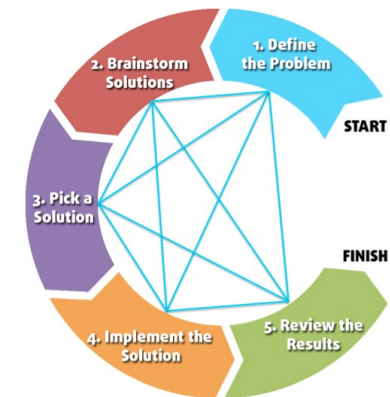 1. Define
the Problem
START
2. Brainstorm
Solutions
3. Pick a
Solution
4. Implement the
Solution
5. Review the
Results
FINISH